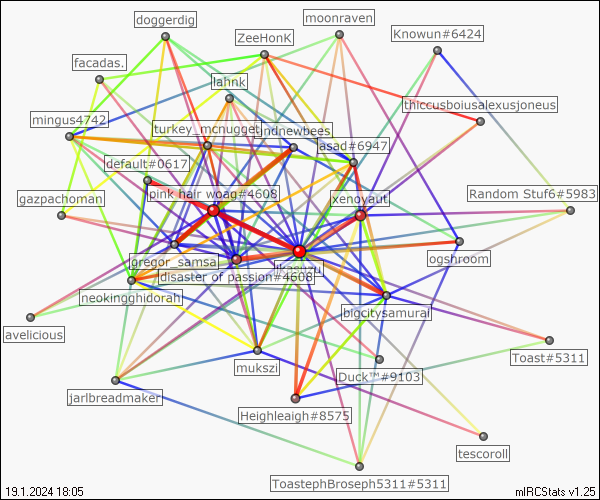 doggerdig
moonraven
ZeeHonK
Knowun#6424
facadas.
lahnk
thiccusboiusalexusjoneus
mingus4742
turkey_mcnugget
ndnewbees
asad#6947
default#0617
pink hair woag#4608
xenovaut
Random Stuf6#5983
gazpachoman
gregor_samsa
ogshroom
disaster of passion#4608
neokingghidorah
bigcitysamurai
avelicious
mukszi
Toast#5311
Duck™#9103
jarlbreadmaker
Heighleigh#8575
tescoroll
ToastephBroseph5311#5311
19.1.2024 18:05
mIRCStats v1.25